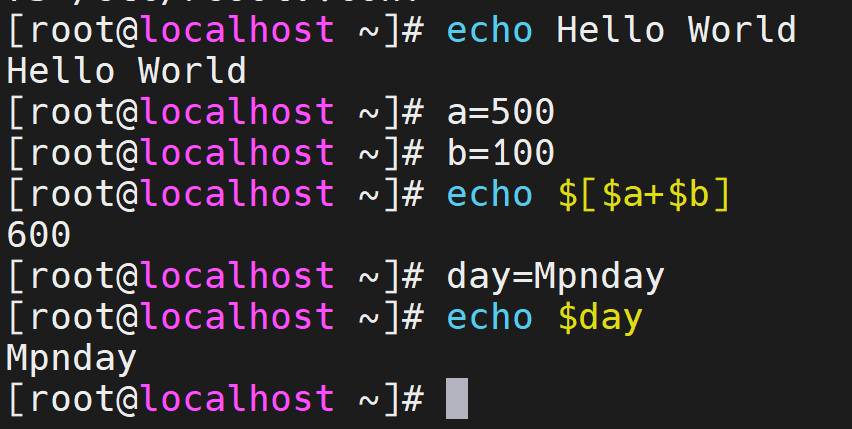 [root@localhost ~]# echo Hello World
Hello World
[root@localhost ~]# a=500
[root@localhost ~]# b=100
[root@localhost ~]# echo $[$a+$b]
600
[root@localhost ~]# day=Mpnday
[root@localhost ~]# echo $day
Mpnday
[root@localhost ~]#